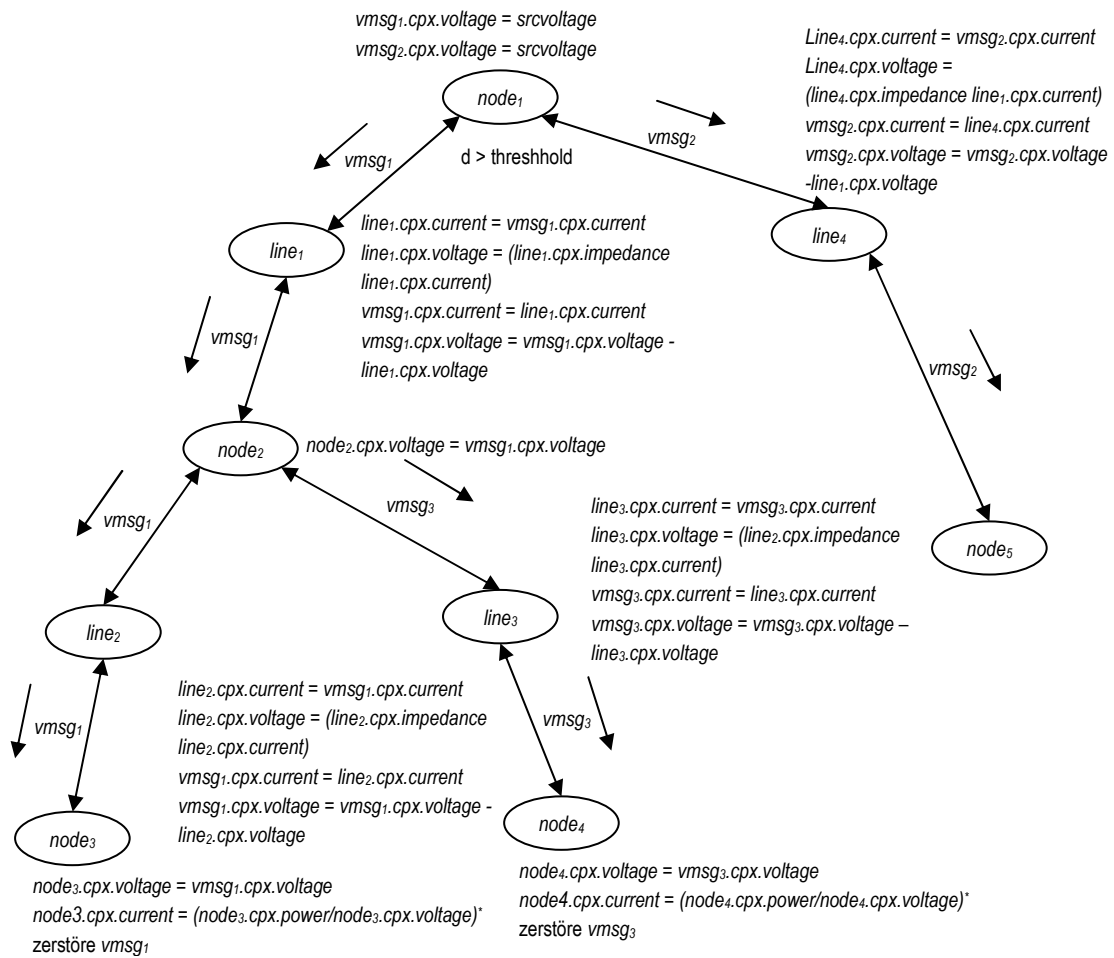 vmsg₁.cpx.voltage = srcvoltage
vmsg₂.cpx.voltage = srcvoltage
node₁
Line₄.cpx.current = vmsg₂.cpx.current
Line₄.cpx.voltage =
(line₄.cpx.impedance line₁.cpx.current)
vmsg₂.cpx.current = line₄.cpx.current
vmsg₂.cpx.voltage = vmsg₂.cpx.voltage
-line₁.cpx.voltage
vmsg₁
d > threshhold
vmsg₂
line₁
line₁.cpx.current = vmsg₁.cpx.current
line₁.cpx.voltage = (line₁.cpx.impedance
line₁.cpx.current)
vmsg₁.cpx.current = line₁.cpx.current
vmsg₁.cpx.voltage = vmsg₁.cpx.voltage -
line₁.cpx.voltage
line₄
vmsg₁
vmsg₂
node₂
node₂.cpx.voltage = vmsg₁.cpx.voltage
vmsg₁
vmsg₃
line₃.cpx.current = vmsg₃.cpx.current
line₃.cpx.voltage = (line₂.cpx.impedance
line₃.cpx.current)
vmsg₃.cpx.current = line₃.cpx.current
vmsg₃.cpx.voltage = vmsg₃.cpx.voltage –
line₃.cpx.voltage
node₅
line₂
line₃
line₂.cpx.current = vmsg₁.cpx.current
line₂.cpx.voltage = (line₂.cpx.impedance
line₂.cpx.current)
vmsg₁.cpx.current = line₂.cpx.current
vmsg₁.cpx.voltage = vmsg₁.cpx.voltage -
line₂.cpx.voltage
vmsg₁
vmsg₃
node₃
node₄
node₃.cpx.voltage = vmsg₁.cpx.voltage
node3.cpx.current = (node₃.cpx.power/node₃.cpx.voltage)*
zerstöre vmsg₁
node₄.cpx.voltage = vmsg₃.cpx.voltage
node4.cpx.current = (node₄.cpx.power/node₄.cpx.voltage)*
zerstöre vmsg₃